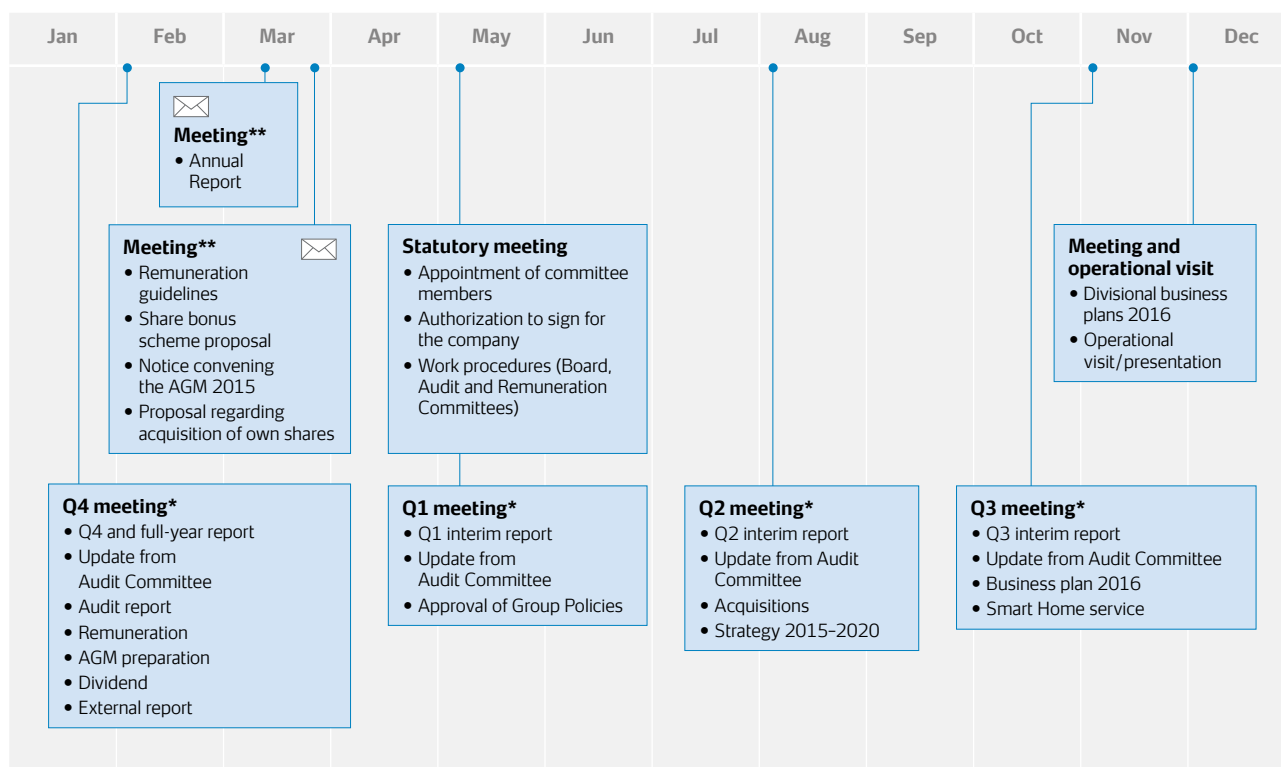 Jan Feb Mar Apr May Jun Jul Aug Sep Oct Nov Dec
Meeting**
• Annual
Report
Meeting**
• Remuneration
guidelines
• Share bonus
scheme proposal
• Notice convening
the AGM 2015
• Proposal regarding
acquisition of own shares
Statutory meeting
• Appointment of committee
members
• Authorization to sign for
the company
• Work procedures (Board,
Audit and Remuneration
Committees)
Meeting and
operational visit
• Divisional business
plans 2016
• Operational
visit/presentation
Q4 meeting*
• Q4 and full-year report
• Update from
Audit Committee
• Audit report
• Remuneration
• AGM preparation
• Dividend
• External report
Q1 meeting*
• Q1 interim report
• Update from
Audit Committee
• Approval of Group Policies
Q2 meeting*
• Q2 interim report
• Update from Audit
Committee
• Acquisitions
• Strategy 2015–2020
Q3 meeting*
• Q3 interim report
• Update from Audit Committee
• Business plan 2016
• Smart Home service